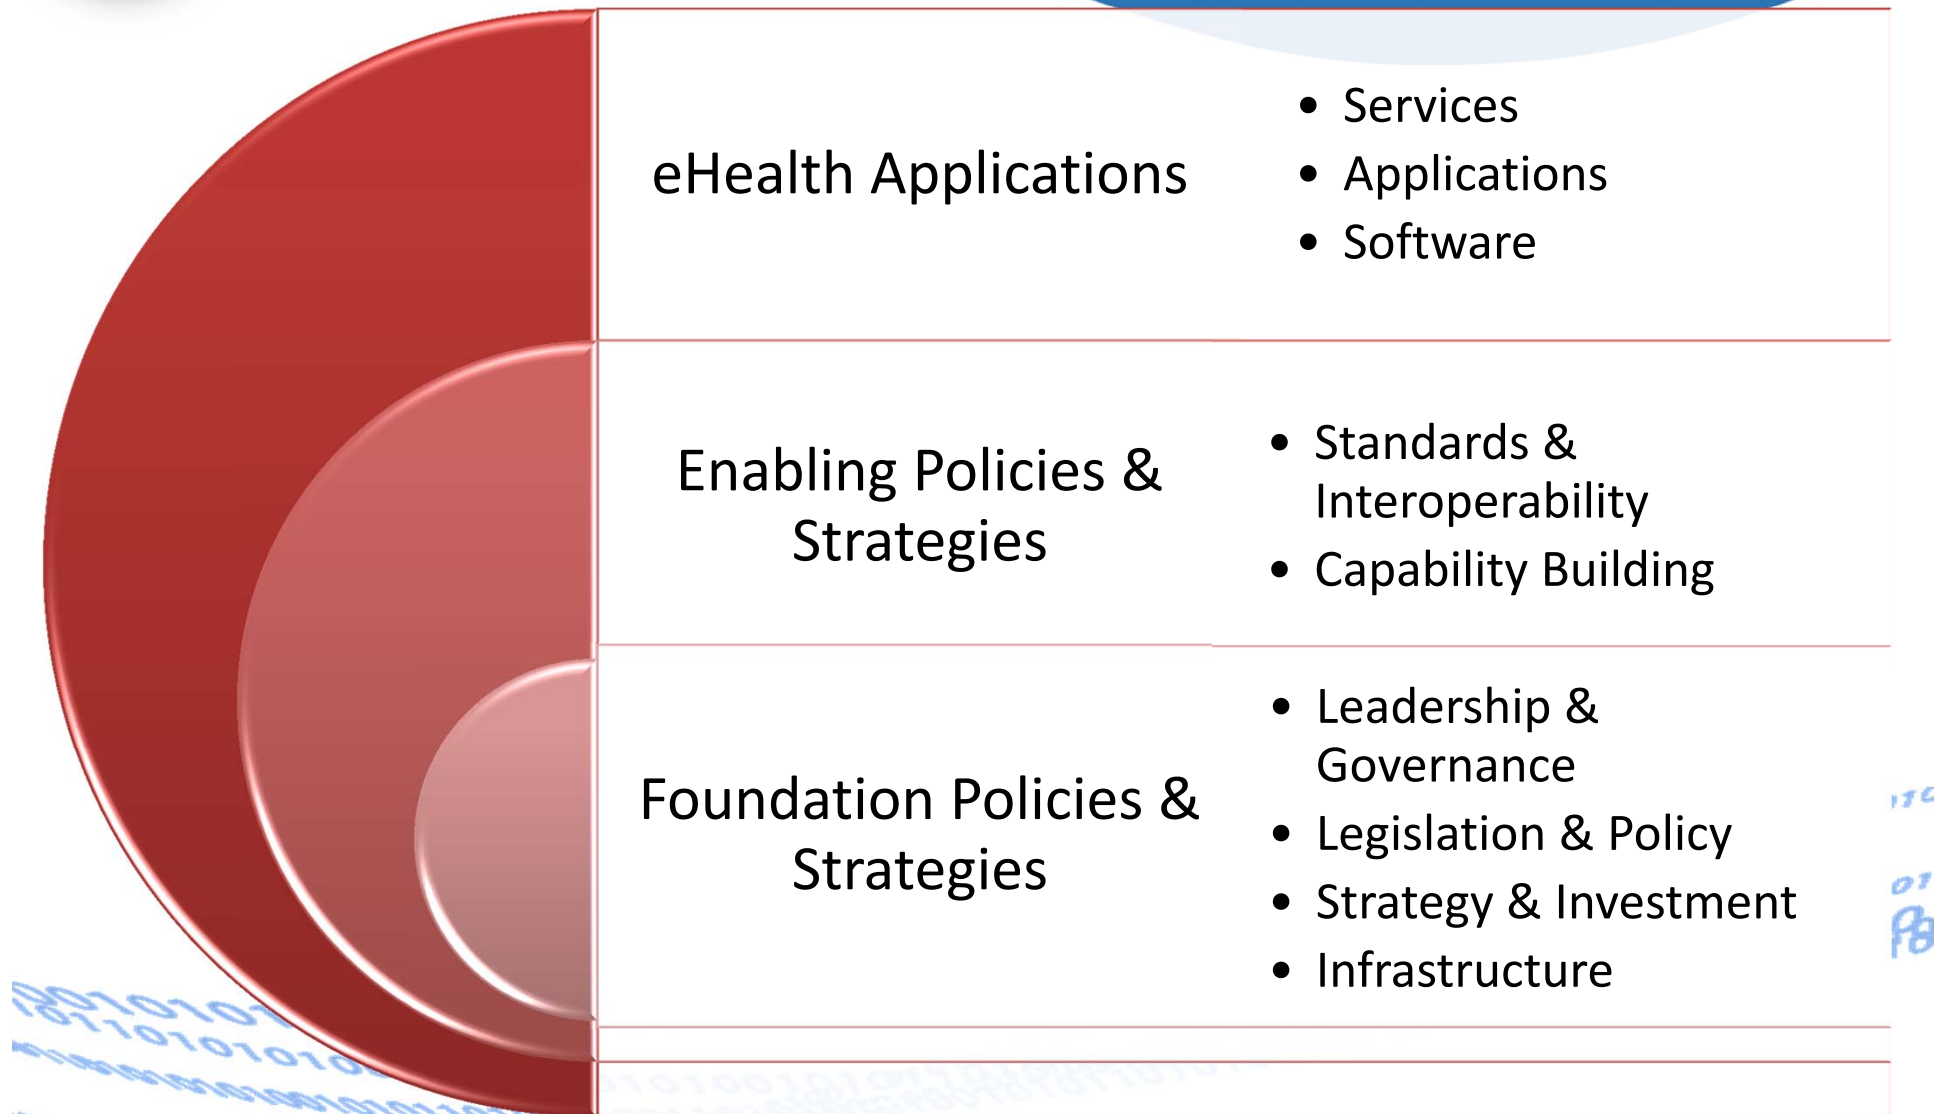 eHealth Applications
• Services
• Applications
• Software
Enabling Policies &
Strategies
• Standards &
Interoperability
• Capability Building
Foundation Policies &
Strategies
• Leadership &
Governance
• Legislation & Policy
• Strategy & Investment
• Infrastructure